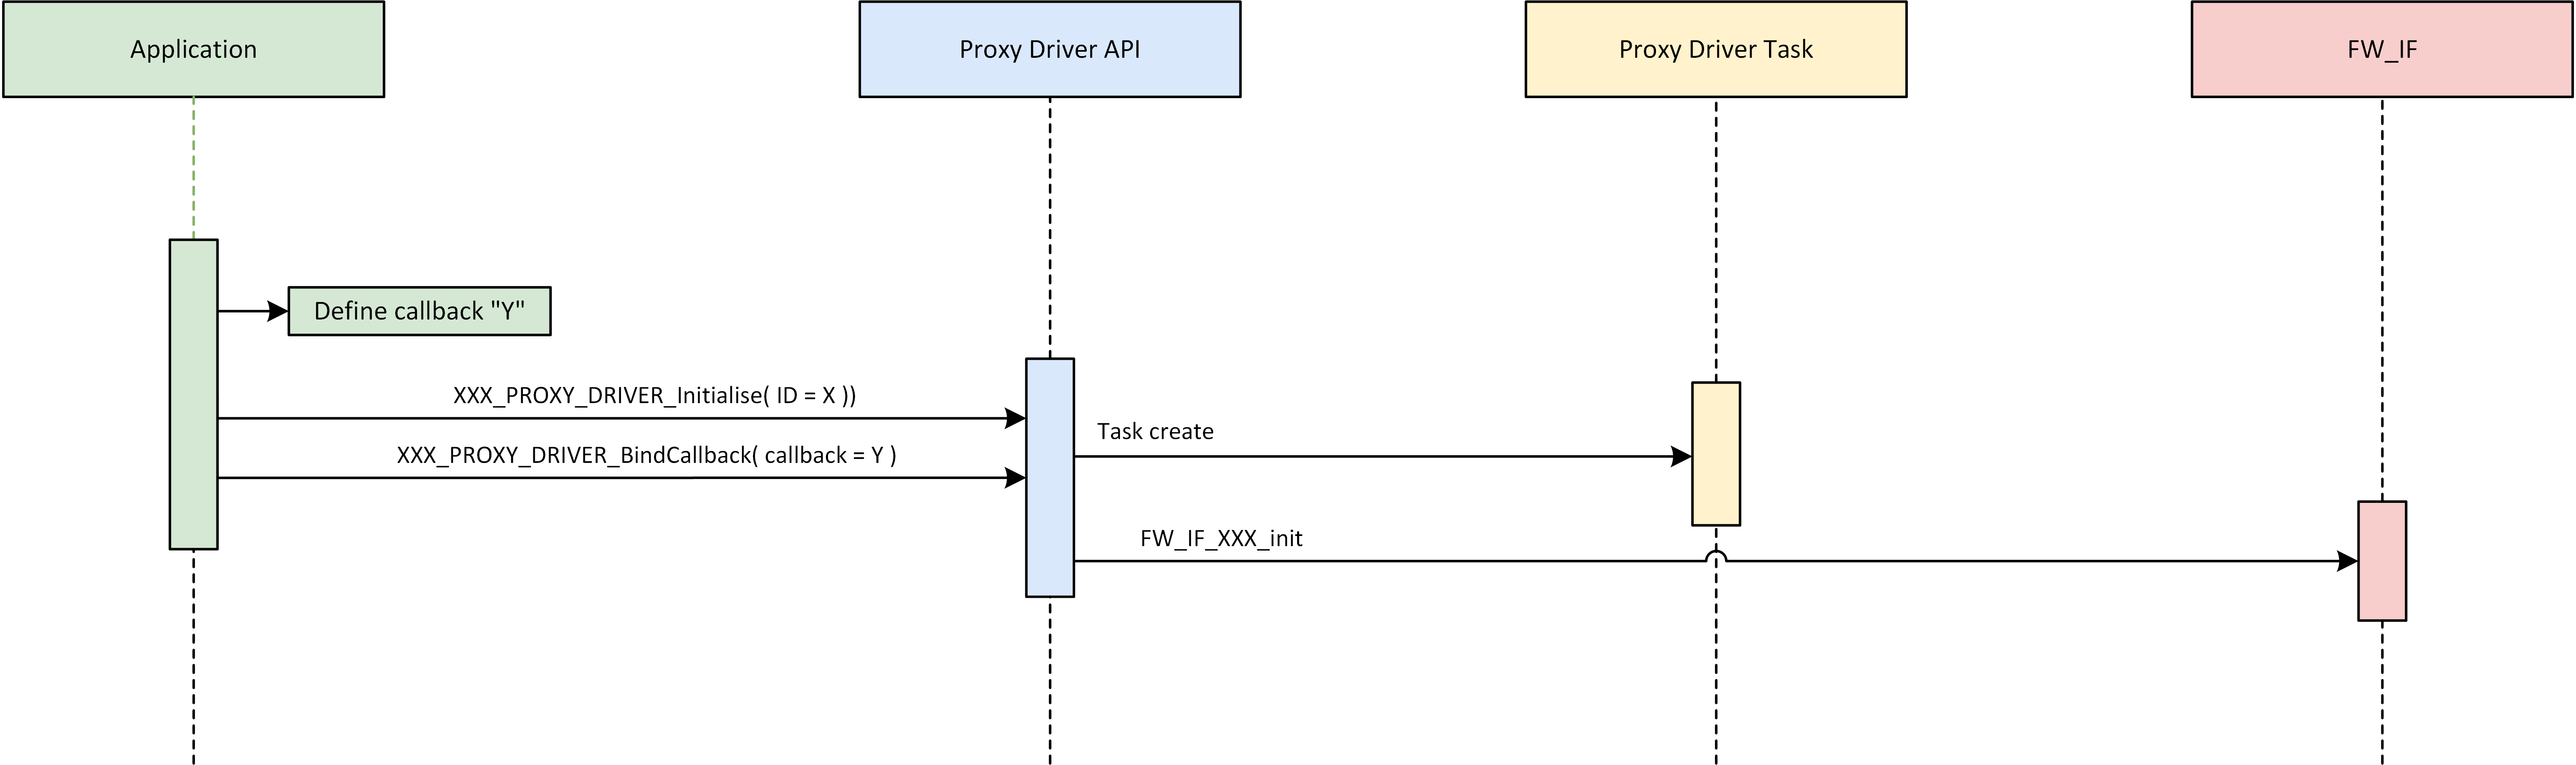 Application
Proxy Driver API
Proxy Driver Task
FW_IF
Define callback "Y"
XXX_PROXY_DRIVER_Initialise( ID = X ))
Task create
XXX_PROXY_DRIVER_BindCallback( callback = Y )
FW_IF_XXX_init